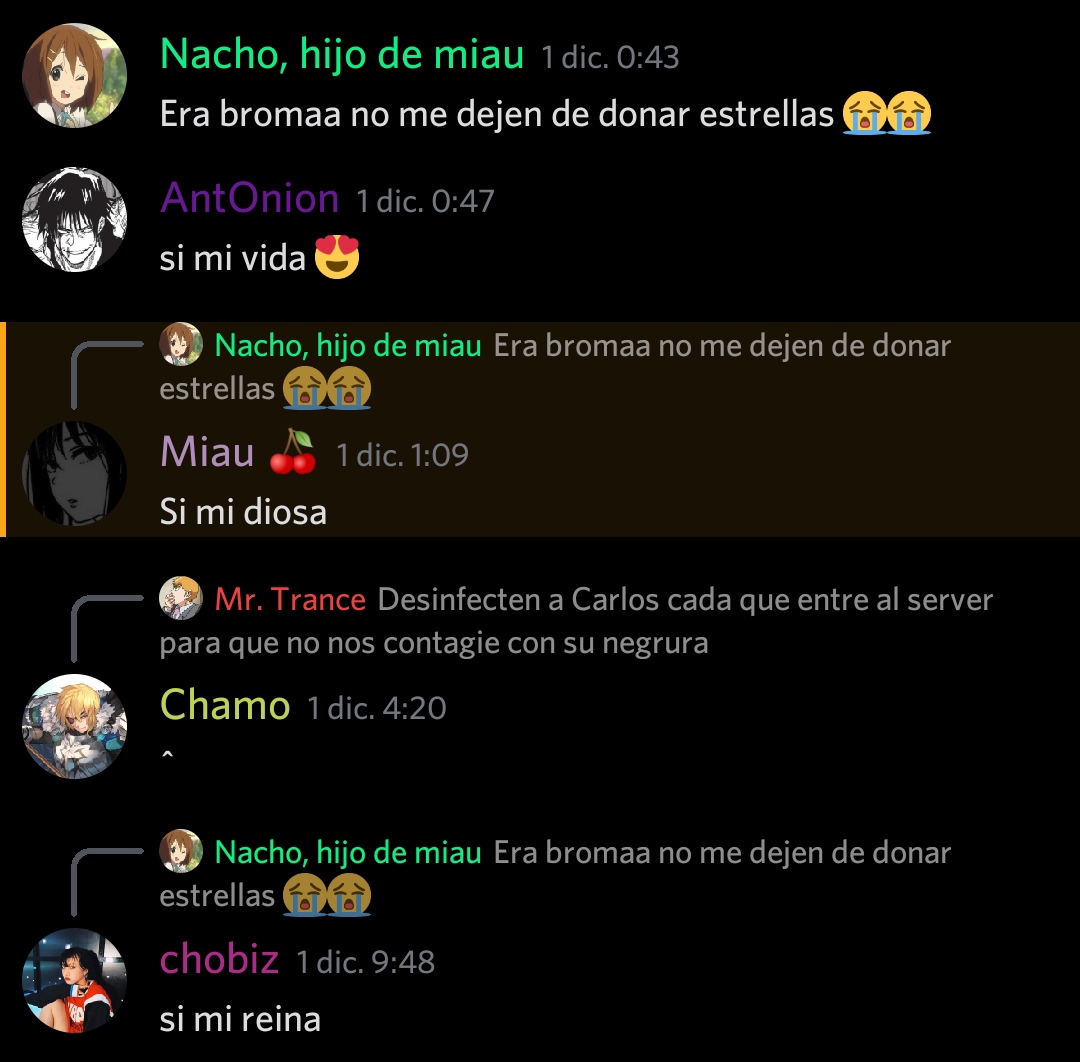 Nacho, hijo de miau 1 dic. 0:43
Era bromaa no me dejen de donar estrellas 😭😭
AntOnion 1 dic. 0:47
si mi vida 😍
Nacho, hijo de miau Era bromaa no me dejen de donar
estrellas 😭😭
Miau 🍒 1 dic. 1:09
Si mi diosa
Mr. Trance Desinfecten a Carlos cada que entre al server
para que no nos contagie con su negrura
Chamo 1 dic. 4:20
^
Nacho, hijo de miau Era bromaa no me dejen de donar
estrellas 😭😭
chobiz 1 dic. 9:48
si mi reina